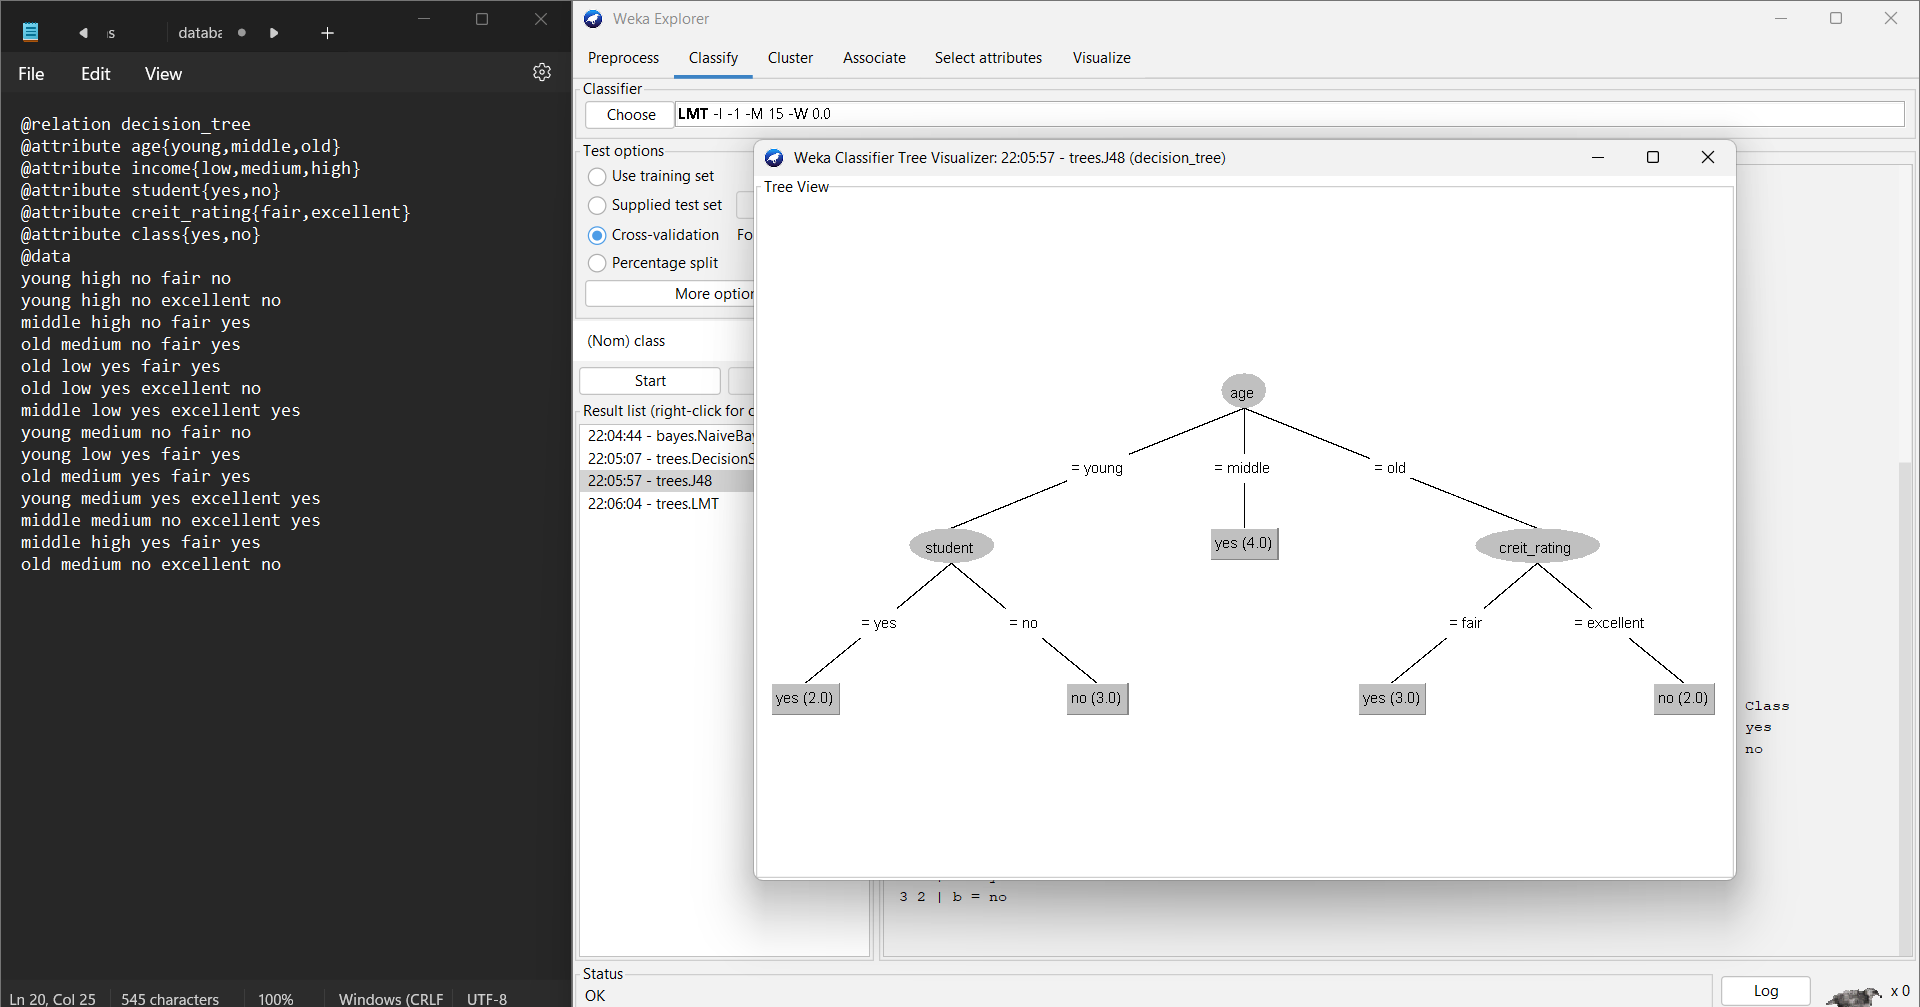 databa
File
Edit
View
@relation decision_tree
@attribute age{young,middle,old}
@attribute income{low,medium,high}
@attribute student{yes,no}
@attribute creit_rating{fair,excellent}
@attribute class{yes,no}
@data
young high no fair no
young high no excellent no
middle high no fair yes
old medium no fair yes
old low yes fair yes
old low yes excellent no
middle low yes excellent yes
young medium no fair no
young low yes fair yes
old medium yes fair yes
young medium yes excellent yes
middle medium no excellent yes
middle high yes fair yes
old medium no excellent no
Ln 20, Col 25
545 characters
100%
Windows (CRLF
UTF-8
Weka Explorer
Preprocess
Classify
Cluster
Associate
Select attributes
Visualize
Classifier
Choose
LMT -I -1 -M 15 -W 0.0
Test options
Use training set
Supplied test set
Cross-validation Fo
Percentage split
More option
(Nom) class
Start
Result list (right-click for o
22:04:44 - bayes.NaiveBay
22:05:07 - trees.DecisionS
22:05:57 - trees.J48
22:06:04 - trees.LMT
Weka Classifier Tree Visualizer: 22:05:57 - trees.J48 (decision_tree)
Tree View
age
= young
= middle
= old
student
yes (4.0)
creit_rating
= yes
= no
= fair
= excellent
yes (2.0)
no (3.0)
yes (3.0)
no (2.0)
Class
yes
no
3 2 | b = no
Status
OK
Log
x 0